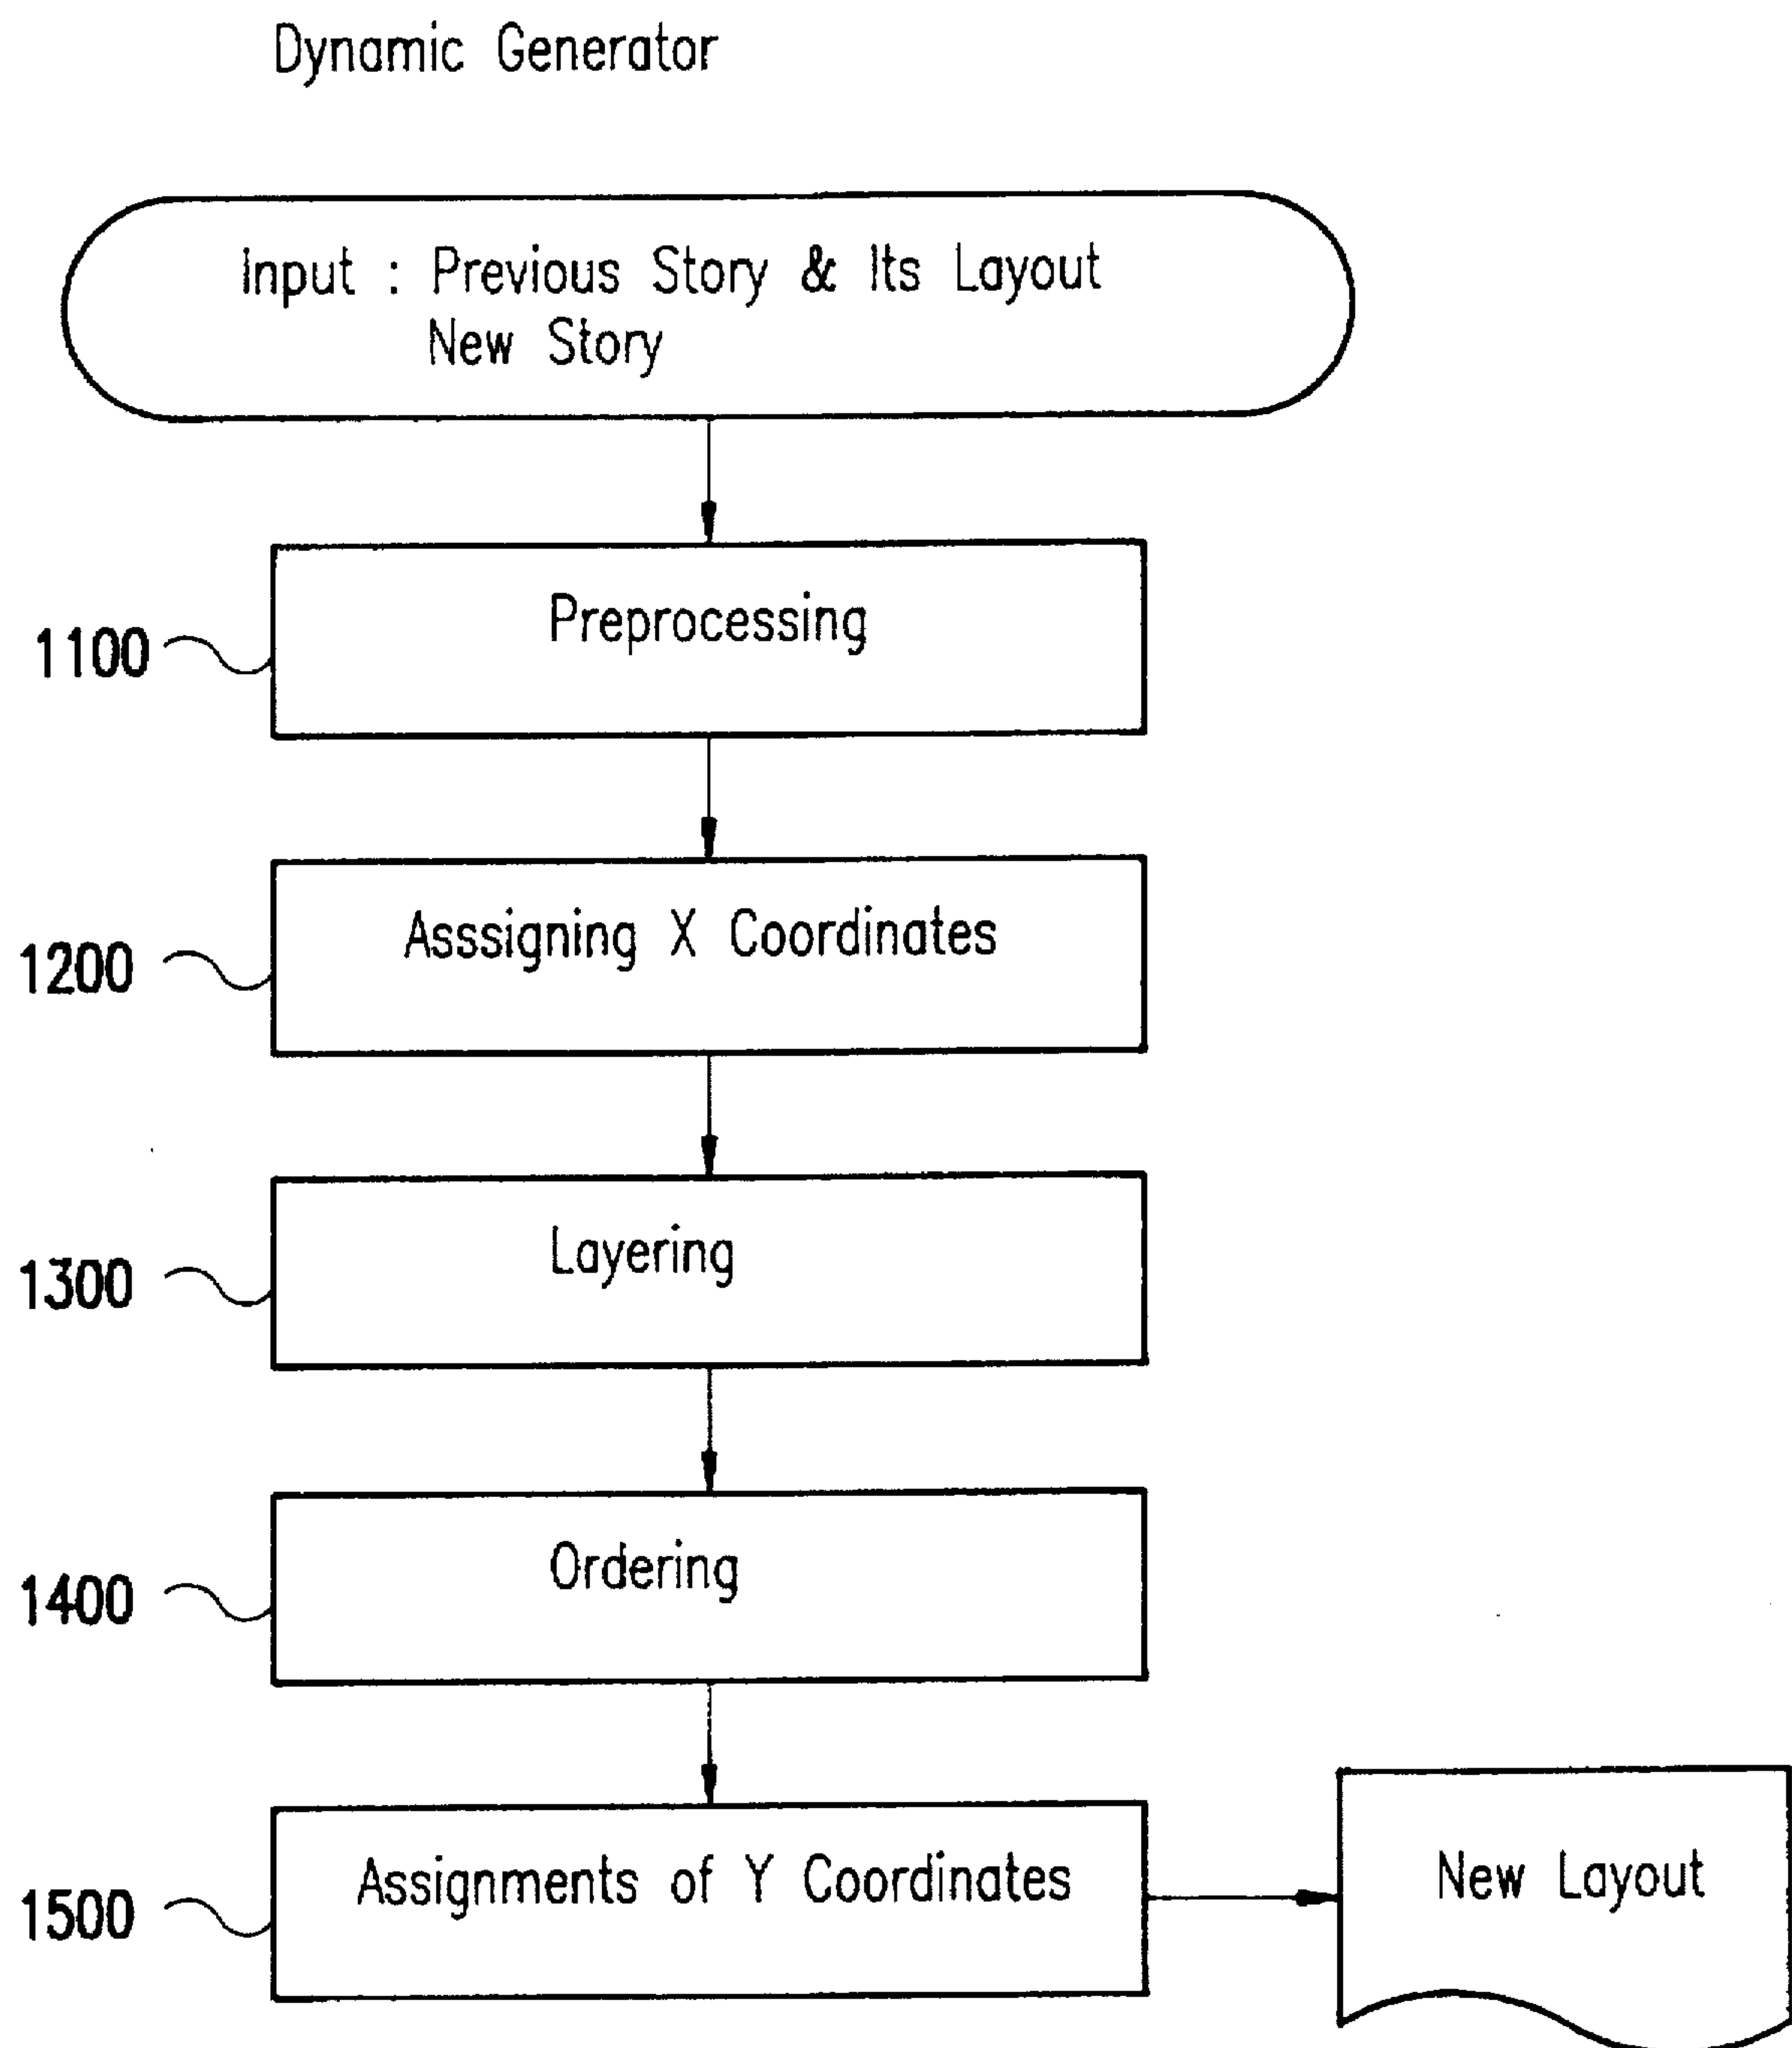 Dynamic Generator
Input : Previous Story & Its Layout
New Story
Preprocessing
1100
Asssigning X Coordinates
1200
Layering
1300
Ordering
1400
Assignments of Y Coordinates
New Layout
1500